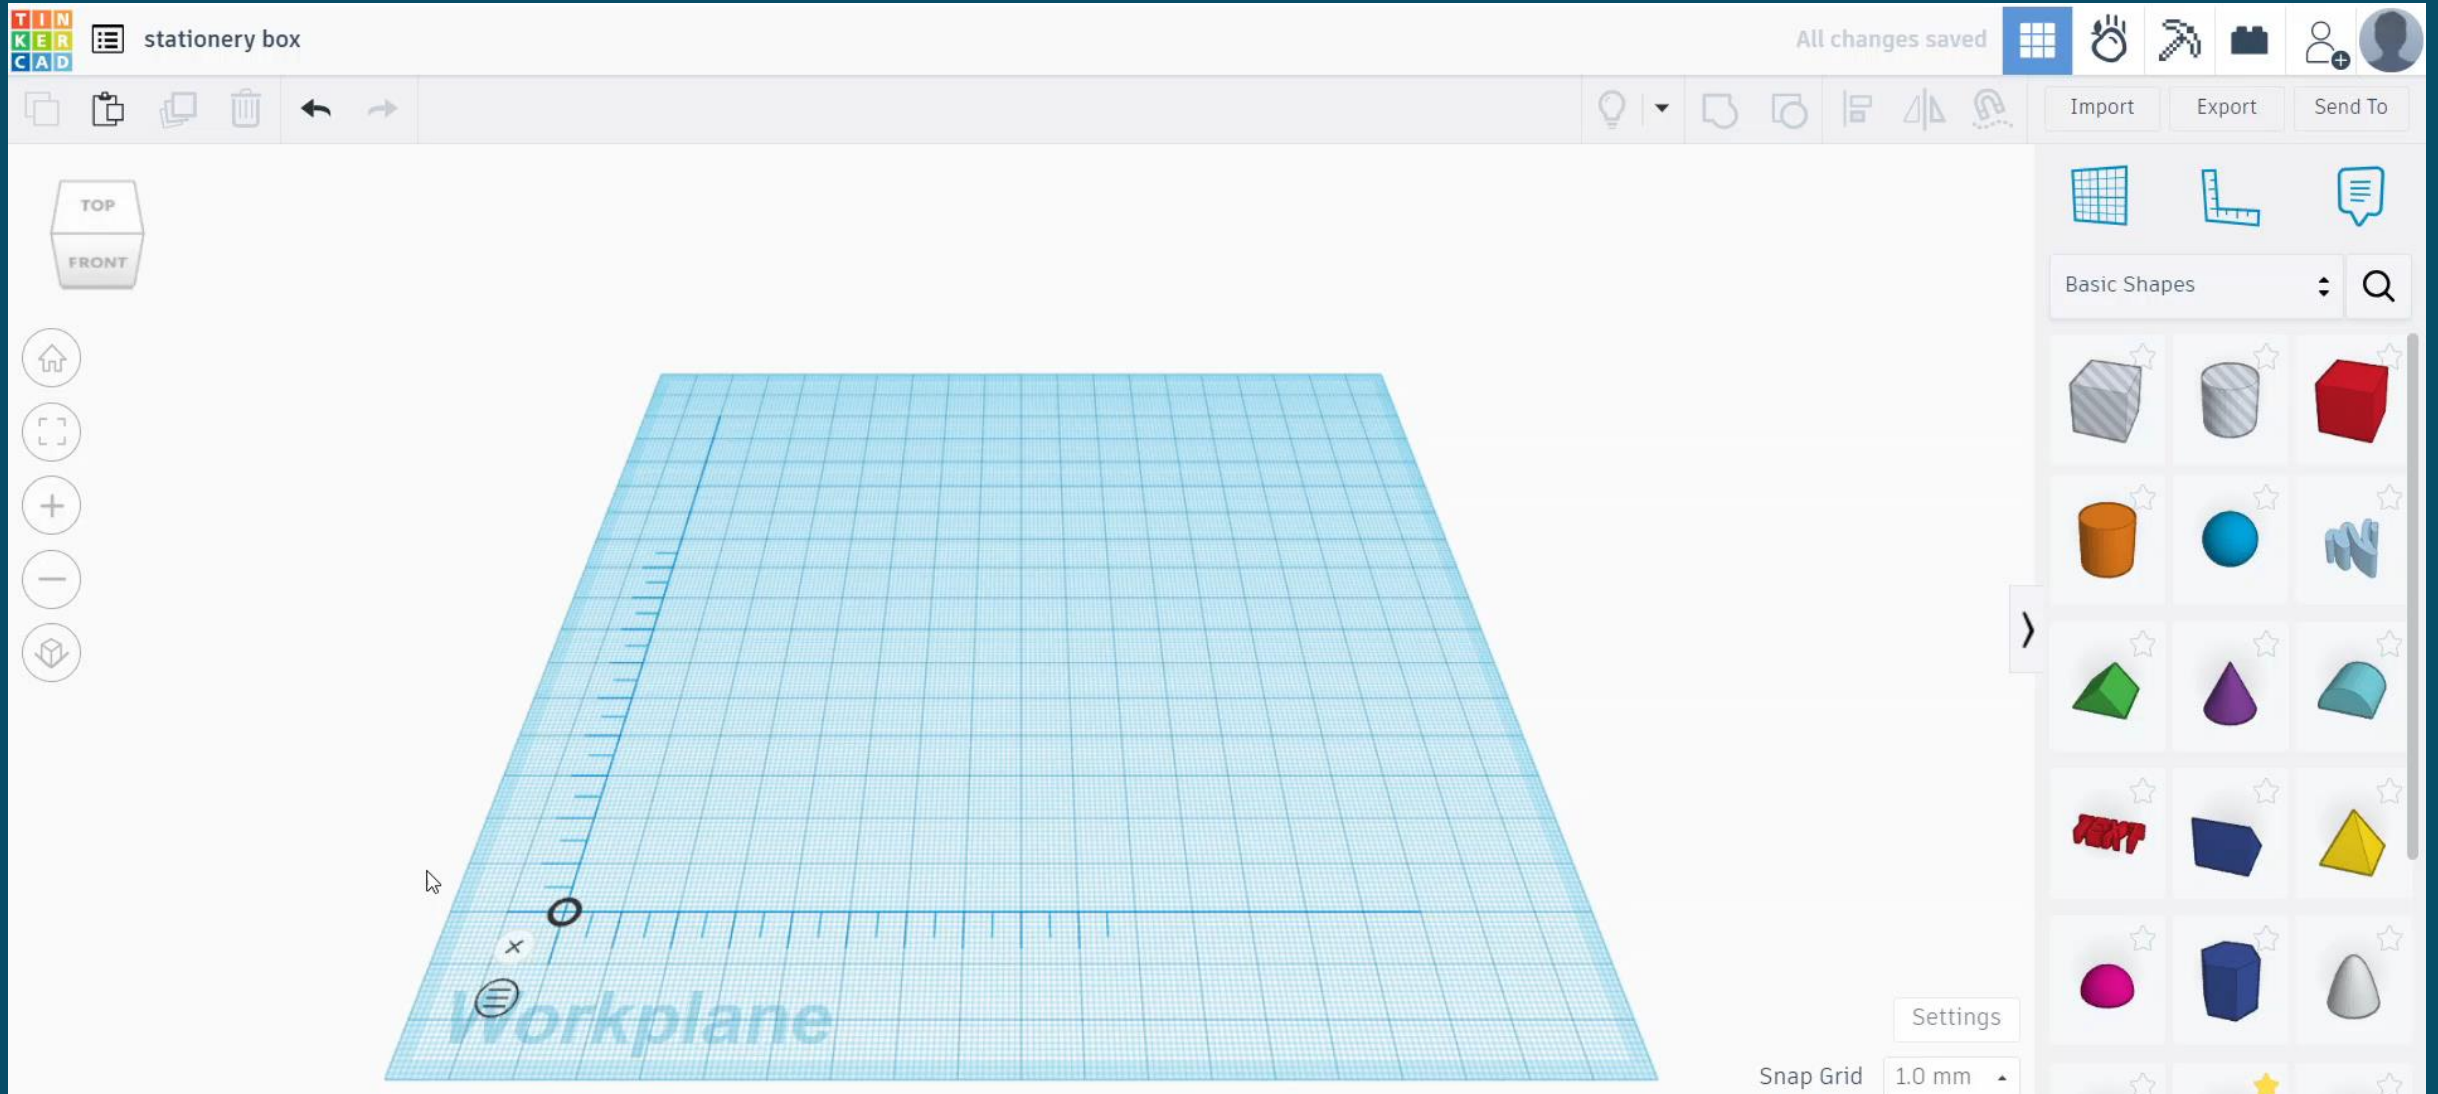 TIN
KER
CAD
stationery box
All changes saved
Import
Export
Send To
TOP
FRONT
Basic Shapes
TEXT
Workplane
Settings
Snap Grid
1.0 mm